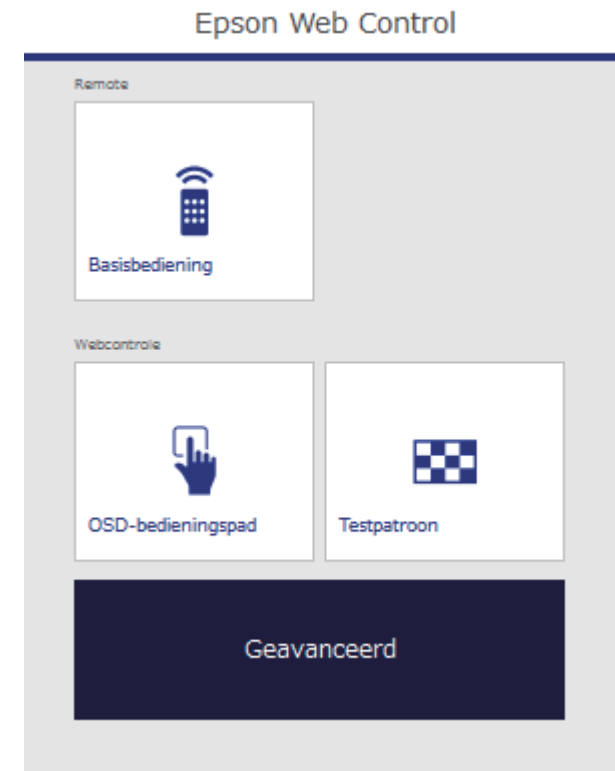 Epson Web Control
Remote
Basisbediening
Webcontrole
OSD-bedieningspad
Testpatroon
Geavanceerd